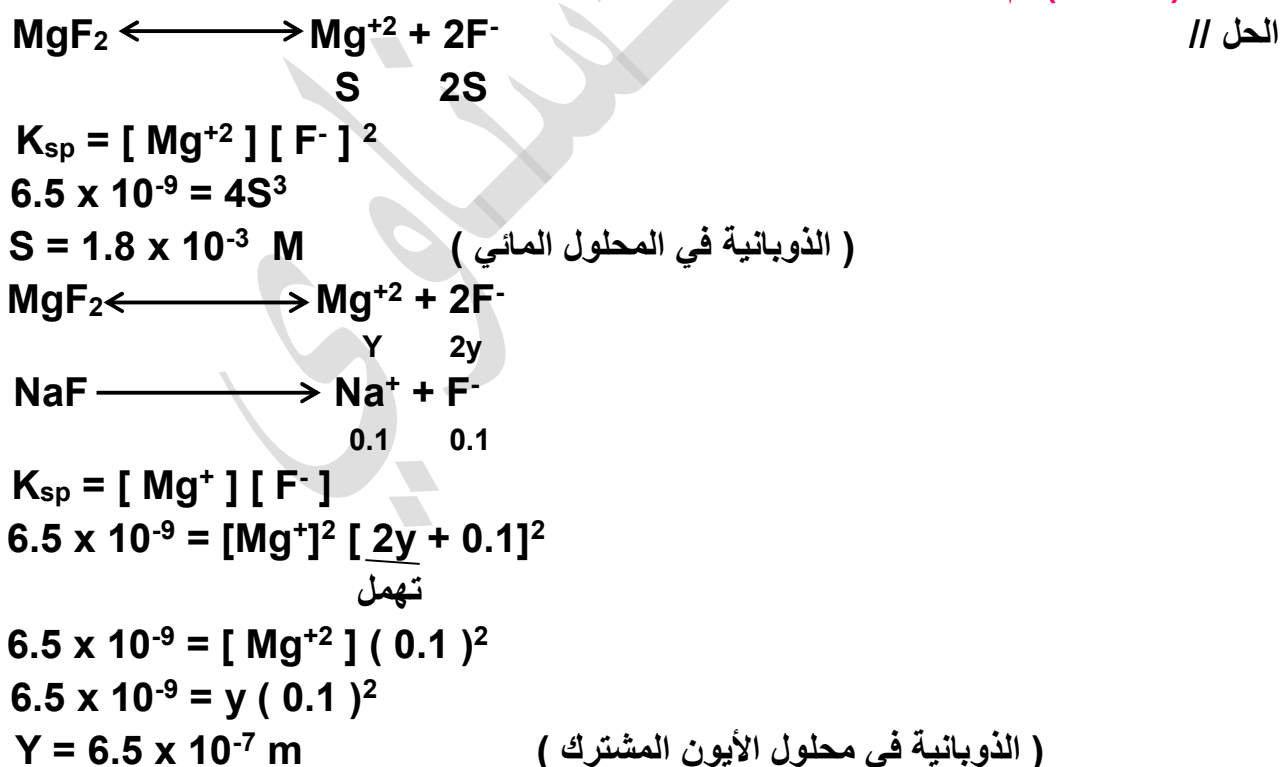 الحل //
MgF₂ ⟷ Mg⁺² + 2F⁻
S 2S
Kₛₚ = [ Mg⁺² ] [ F⁻ ] ²
6.5 x 10⁻⁹ = 4S³
S = 1.8 x 10⁻³ M ( الذوبانية في المحلول المائي )
MgF₂ ⟷ Mg⁺² + 2F⁻
Y 2y
NaF ⟶ Na⁺ + F⁻
0.1 0.1
Kₛₚ = [ Mg⁺ ] [ F⁻ ]
6.5 x 10⁻⁹ = [Mg⁺]² [ 2y + 0.1]²
تهمل
6.5 x 10⁻⁹ = [ Mg⁺² ] ( 0.1 )²
6.5 x 10⁻⁹ = y ( 0.1 )²
Y = 6.5 x 10⁻⁷ m ( الذوبانية في محلول الأيون المشترك )